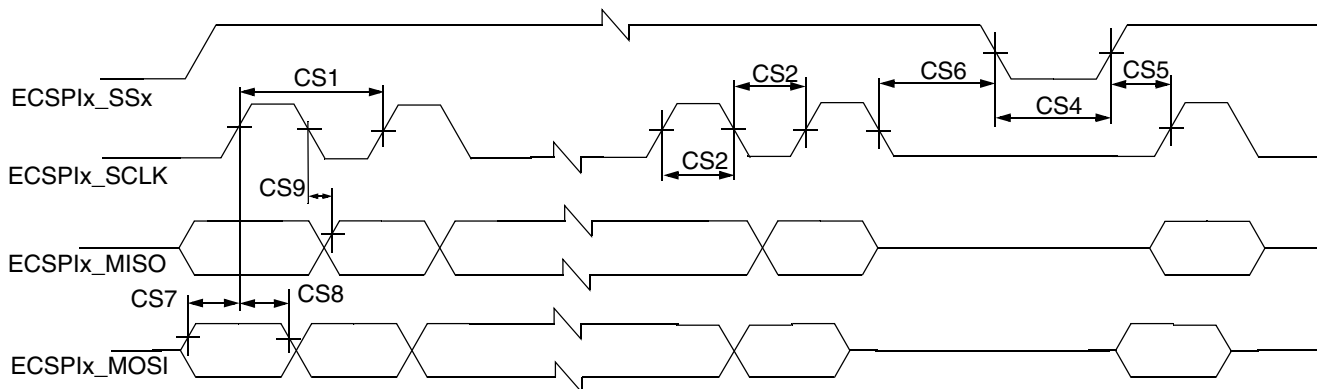 ECSPIx_SSx
CS1
CS2
CS6
CS5
CS4
ECSPIx_SCLK
CS2
CS9
ECSPIx_MISO
CS7
CS8
ECSPIx_MOSI